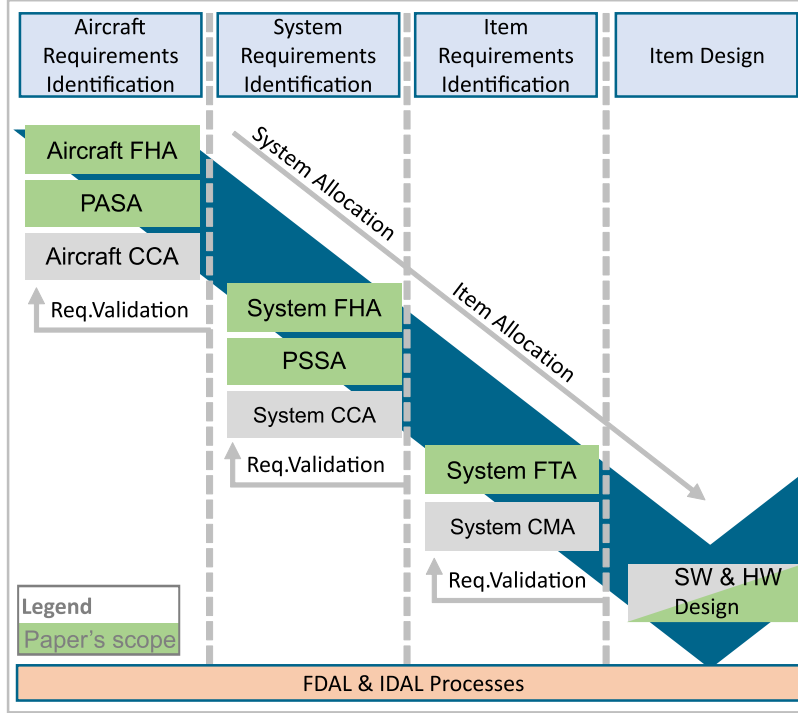 Aircraft
Requirements
Identification
System
Requirements
Identification
Item
Requirements
Identification
Item Design
Aircraft FHA
PASA
Aircraft CCA
Req.Validation
System Allocation
Item Allocation
System FHA
PSSA
System CCA
Req.Validation
System FTA
System CMA
Req.Validation
SW & HW
Design
Legend
Paper's scope
FDAL & IDAL Processes